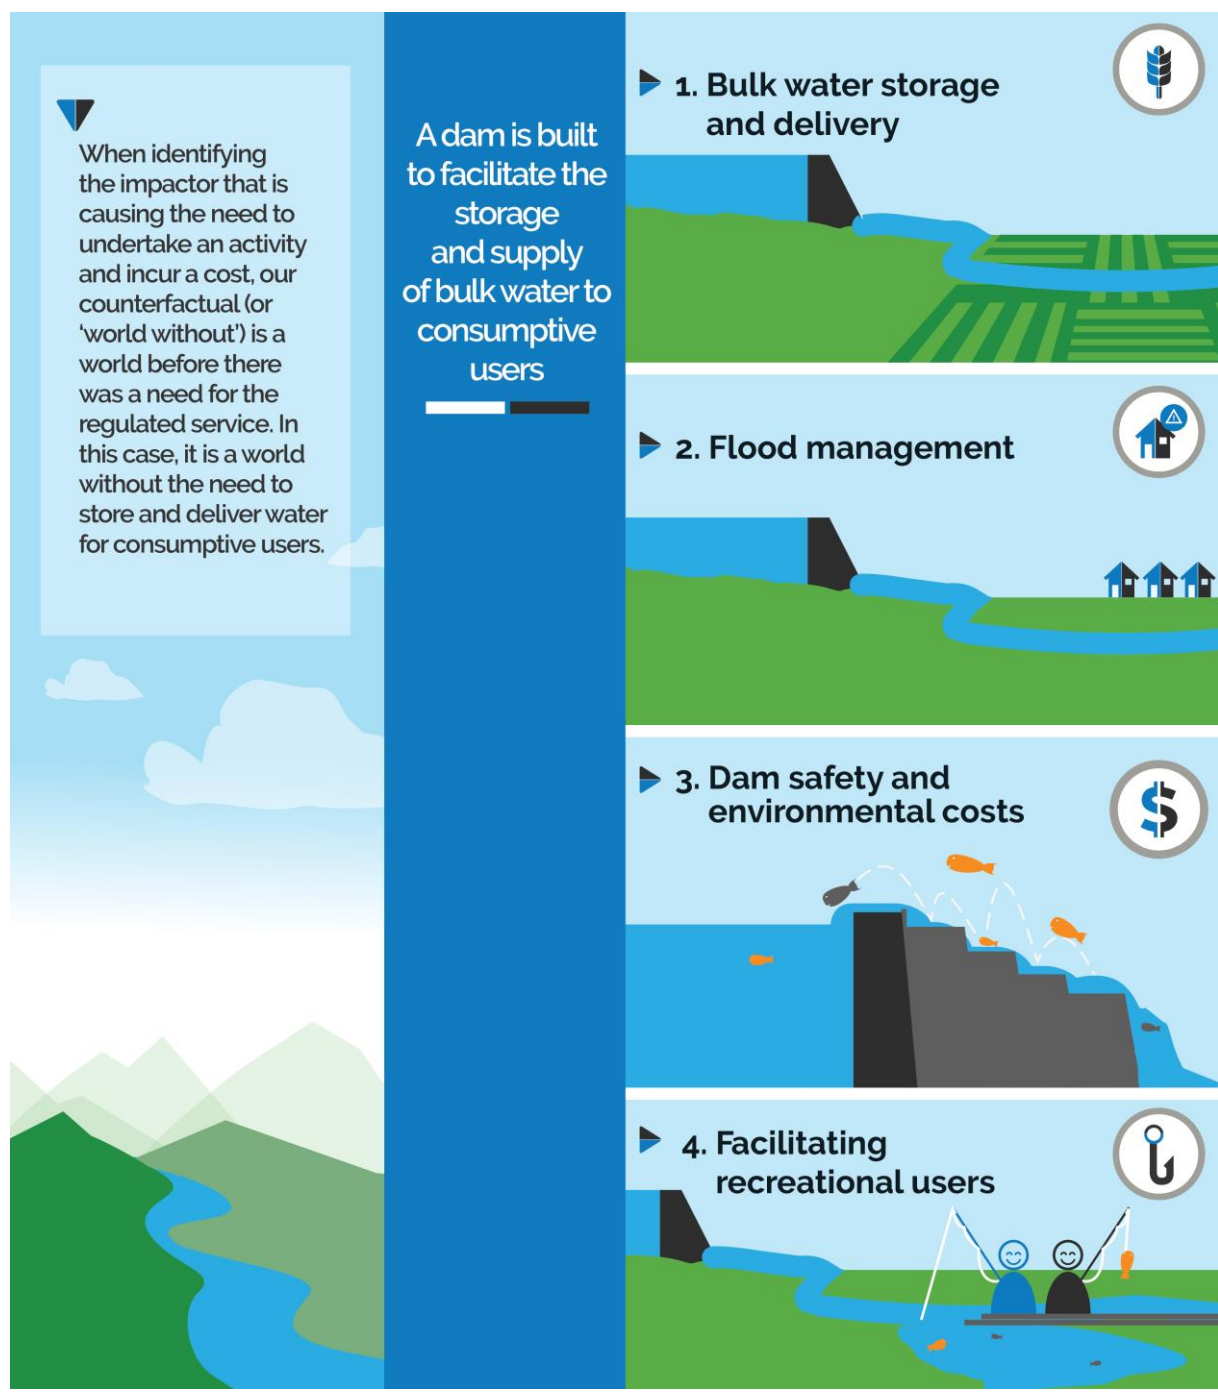 When identifying
the impactor that is
causing the need to
undertake an activity
and incur a cost, our
counterfactual (or
‘world without’) is a
world before there
was a need for the
regulated service. In
this case, it is a world
without the need to
store and deliver water
for consumptive users.
A dam is built
to facilitate the
storage
and supply
of bulk water to
consumptive
users
1. Bulk water storage
and delivery
2. Flood management
3. Dam safety and
environmental costs
$
4. Facilitating
recreational users